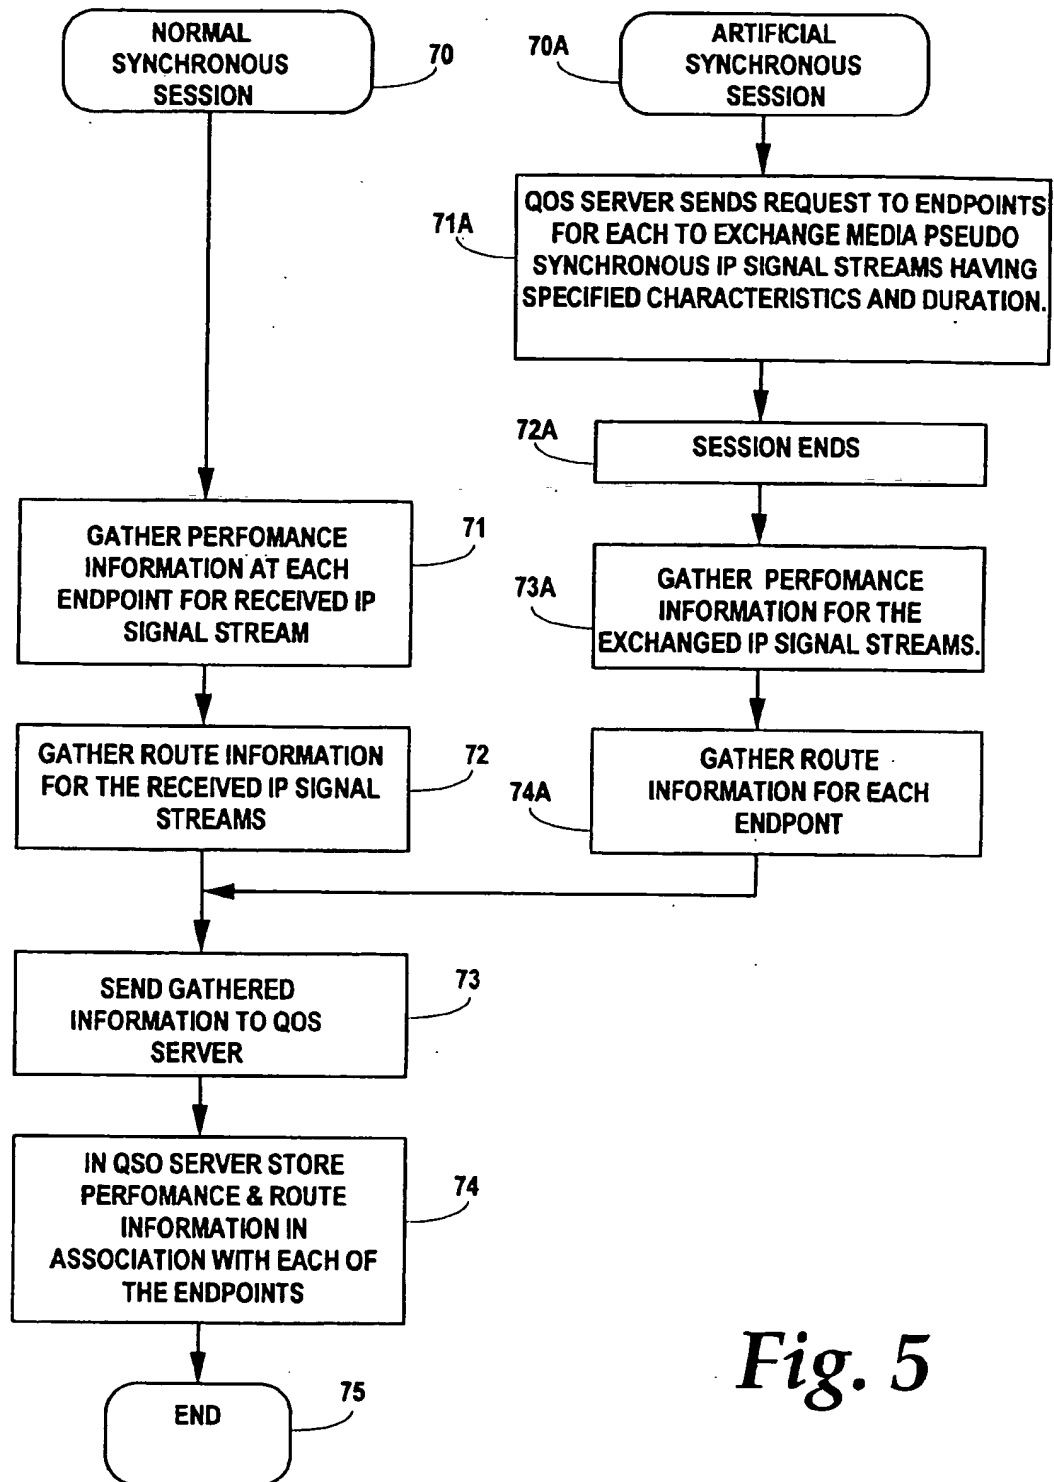 NORMAL
SYNCHRONOUS
SESSION
70
GATHER PERFOMANCE
INFORMATION AT EACH
ENDPOINT FOR RECEIVED IP
SIGNAL STREAM
71
GATHER ROUTE INFORMATION
FOR THE RECEIVED IP SIGNAL
STREAMS
72
ARTIFICIAL
SYNCHRONOUS
SESSION
70A
QOS SERVER SENDS REQUEST TO ENDPOINTS
FOR EACH TO EXCHANGE MEDIA PSEUDO
SYNCHRONOUS IP SIGNAL STREAMS HAVING
SPECIFIED CHARACTERISTICS AND DURATION.
71A
SESSION ENDS
72A
GATHER PERFOMANCE
INFORMATION FOR THE
EXCHANGED IP SIGNAL STREAMS.
73A
GATHER ROUTE
INFORMATION FOR EACH
ENDPONT
74A
SEND GATHERED
INFORMATION TO QOS
SERVER
73
IN QSO SERVER STORE
PERFOMANCE & ROUTE
INFORMATION IN
ASSOCIATION WITH EACH OF
THE ENDPOINTS
74
END
75
Fig. 5